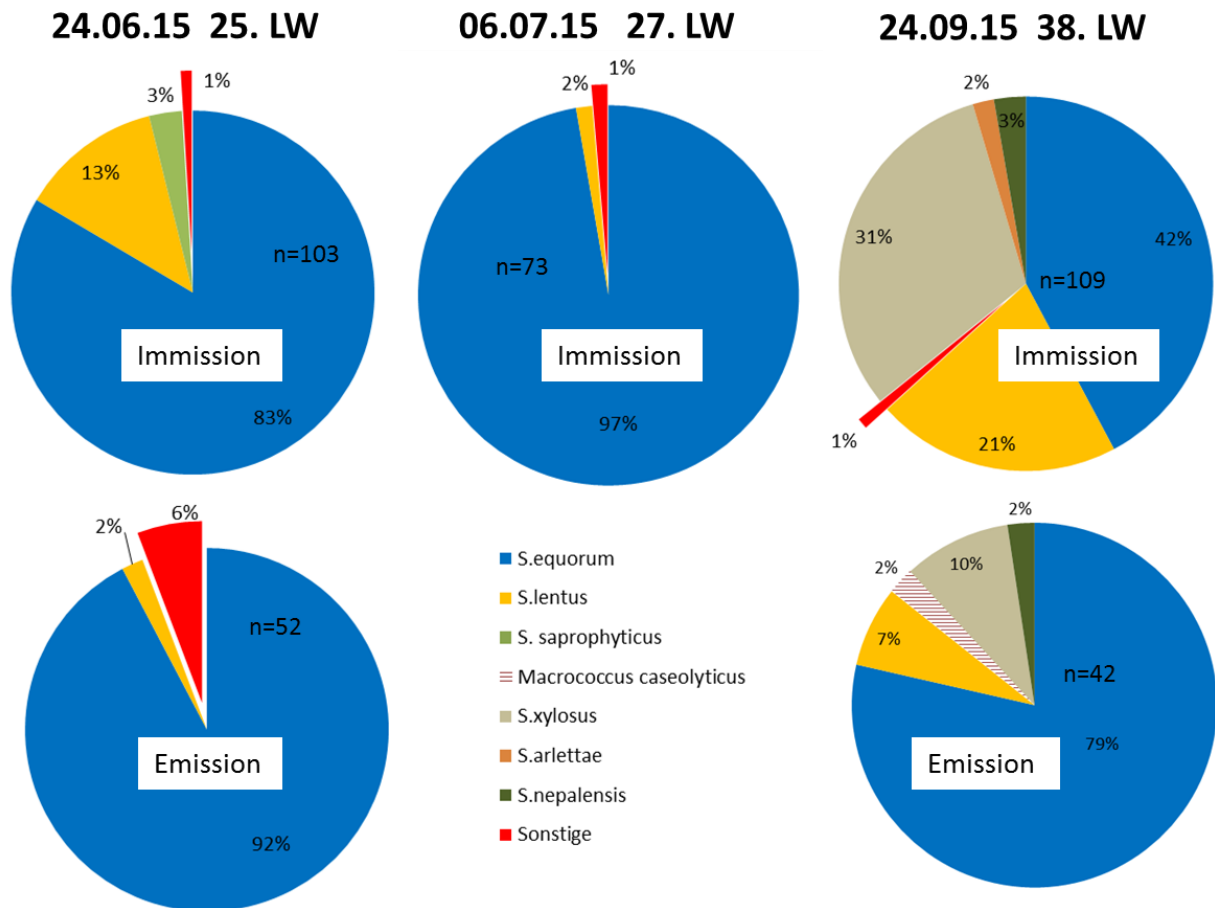 24.06.15 25. LW
06.07.15 27. LW
24.09.15 38. LW
1%
3%
13%
n=103
Immission
83%
1%
2%
n=73
Immission
97%
2%
3%
31%
42%
n=109
Immission
1%
21%
6%
2%
n=52
Emission
92%
S.equorum
S.lentus
S. saprophyticus
Macrococcus caseolyticus
S.xylosus
S.arlettae
S.nepalensis
Sonstige
2%
10%
2%
7%
n=42
79%
Emission